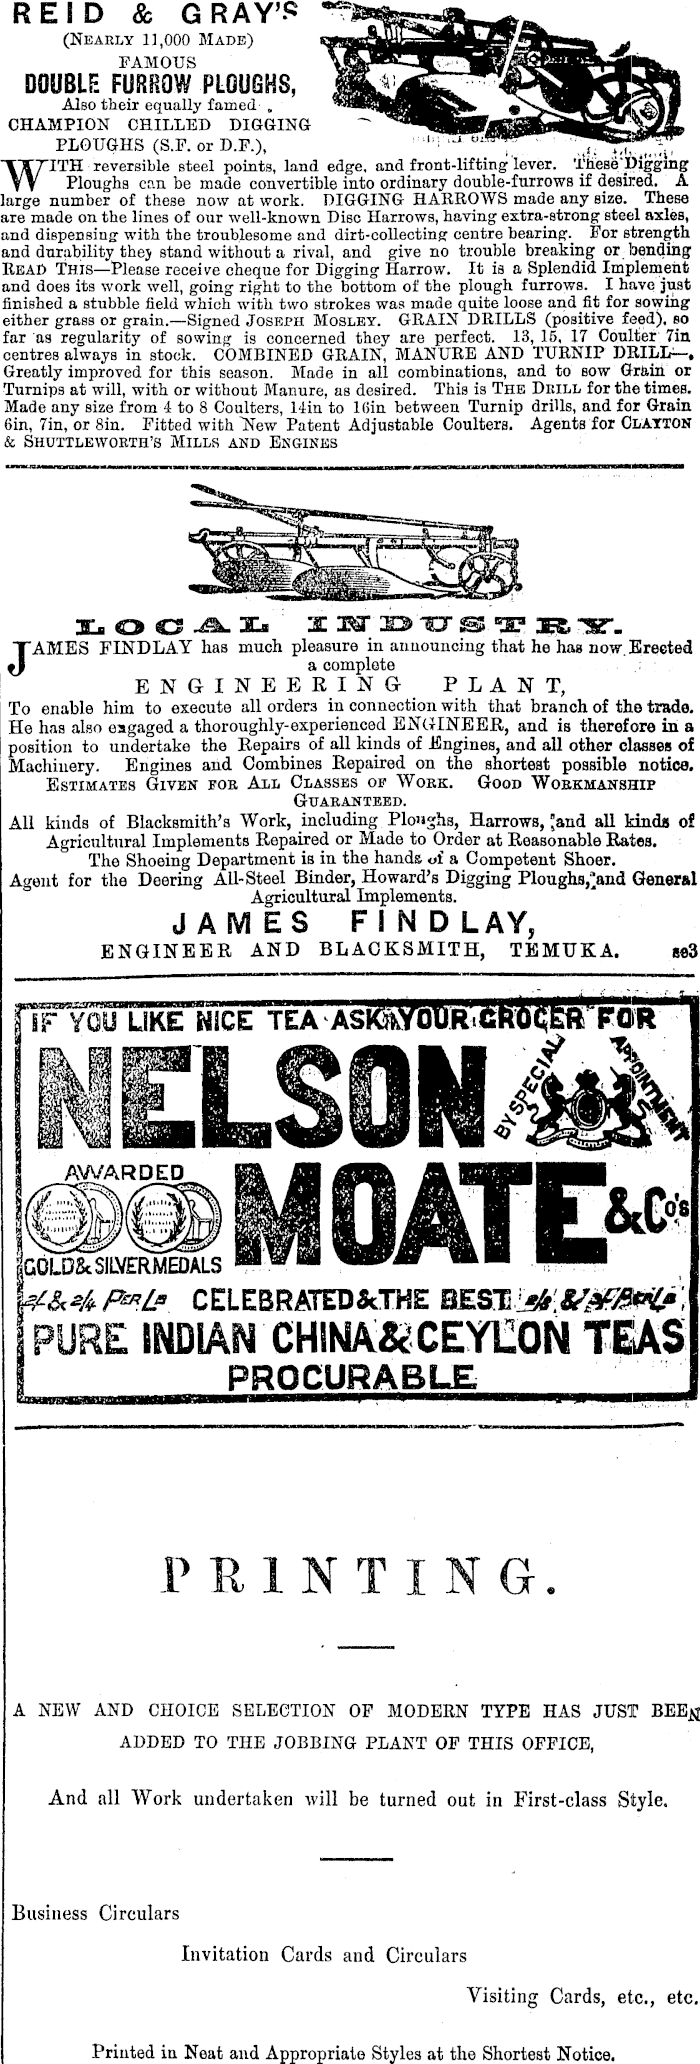 REID & GRAY'S
(NEARLY 11,000 MADE)
FAMOUS
DOUBLE FURROW PLOUGHS,
Also their equally famed
CHAMPION CHILLED DIGGING
PLOUGHS (S.F. or D.F.),
WITH reversible steel points, land edge, and front-lifting lever. These Digging
Ploughs can be made convertible into ordinary double-furrows if desired. A
large number of these now at work. DIGGING HARROWS made any size. These
are made on the lines of our well-known Disc Harrows, having extra-strong steel axles,
and dispensing with the troublesome and dirt-collecting centre bearing. For strength
and durability they stand without a rival, and give no trouble breaking or bending
READ THIS—Please receive cheque for Digging Harrow. It is a Splendid Implement
and does its work well, going right to the bottom of the plough furrows. I have just
finished a stubble field which with two strokes was made quite loose and fit for sowing
either grass or grain.—Signed JOSEPH MOSLEY. GRAIN DRILLS (positive feed), so
far as regularity of sowing is concerned they are perfect. 13, 15, 17 Coulter 7in
centres always in stock. COMBINED GRAIN, MANURE AND TURNIP DRILL—.
Greatly improved for this season. Made in all combinations, and to sow Grain or
Turnips at will, with or without Manure, as desired. This is THE DRILL for the times.
Made any size from 4 to 8 Coulters, 14in to 16in between Turnip drills, and for Grain
6in, 7in, or 8in. Fitted with New Patent Adjustable Coulters. Agents for CLAYTON
& SHUTTLEWORTH'S MILLS AND ENGINES
LOCAL INDUSTRY.
JAMES FINDLAY has much pleasure in announcing that he has now Erected
a complete
ENGINEERING PLANT,
To enable him to execute all orders in connection with that branch of the trade.
He has also engaged a thoroughly-experienced ENGINEER, and is therefore in a
position to undertake the Repairs of all kinds of Engines, and all other classes of
Machinery. Engines and Combines Repaired on the shortest possible notice.
ESTIMATES GIVEN FOR ALL CLASSES OF WORK. GOOD WORKMANSHIP
GUARANTEED.
All kinds of Blacksmith's Work, including Ploughs, Harrows, and all kinds of
Agricultural Implements Repaired or Made to Order at Reasonable Rates.
The Shoeing Department is in the hands of a Competent Shoer.
Agent for the Deering All-Steel Binder, Howard's Digging Ploughs, and General
Agricultural Implements.
JAMES FINDLAY,
ENGINEER AND BLACKSMITH, TEMUKA. se3
IF YOU LIKE NICE TEA ASK YOUR GROCER FOR
NELSON
BY SPECIAL APPOINTMENT
AWARDED
MOATE & Co's
GOLD & SILVER MEDALS
2/- & 2/4 PER LB CELEBRATED & THE BEST
PURE INDIAN CHINA & CEYLON TEAS
PROCURABLE
PRINTING.
A NEW AND CHOICE SELECTION OF MODERN TYPE HAS JUST BEEN
ADDED TO THE JOBBING PLANT OF THIS OFFICE,
And all Work undertaken will be turned out in First-class Style.
Business Circulars
Invitation Cards and Circulars
Visiting Cards, etc., etc.
Printed in Neat and Appropriate Styles at the Shortest Notice.